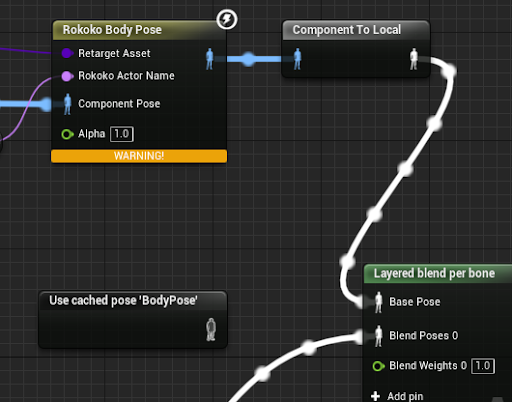 Rokoko Body Pose
Retarget Asset
Rokoko Actor Name
Component Pose
Alpha 1.0
WARNING!
Component To Local
Use cached pose 'BodyPose'
Layered blend per bone
Base Pose
Blend Poses 0
Blend Weights 0 1.0
Add pin